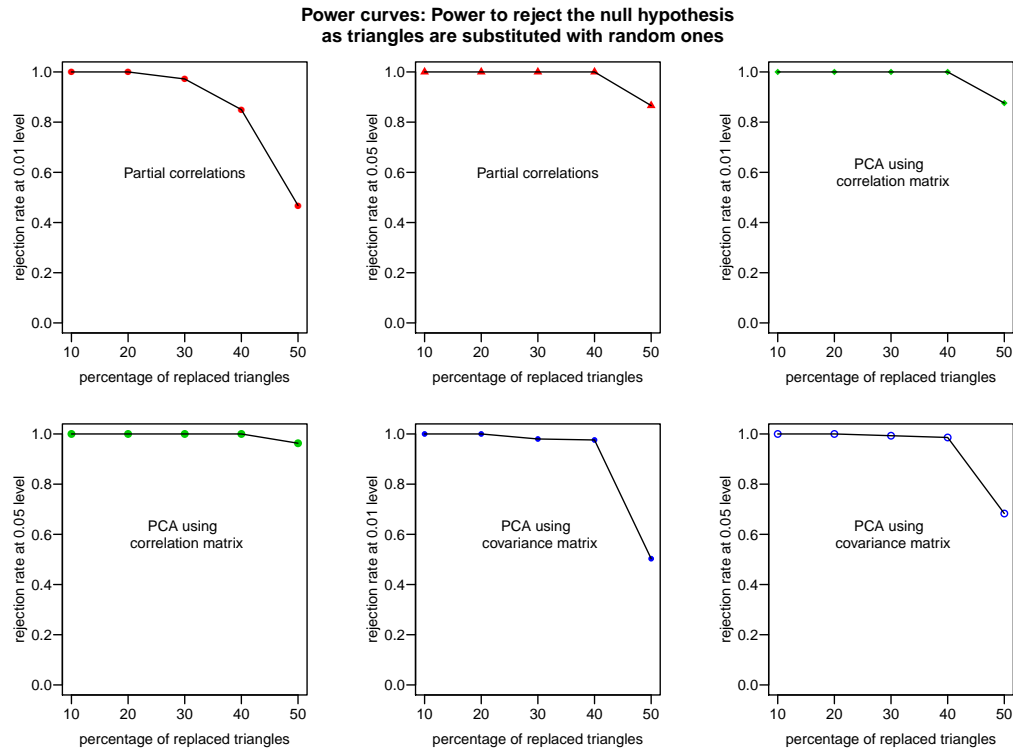 Power curves: Power to reject the null hypothesis
as triangles are substituted with random ones
rejection rate at 0.01 level
1.0
0.8
0.6
0.4
0.2
0.0
Partial correlations
10 20 30 40 50
percentage of replaced triangles
rejection rate at 0.05 level
1.0
0.8
0.6
0.4
0.2
0.0
Partial correlations
10 20 30 40 50
percentage of replaced triangles
rejection rate at 0.01 level
1.0
0.8
0.6
0.4
0.2
0.0
PCA using
correlation matrix
10 20 30 40 50
percentage of replaced triangles
rejection rate at 0.05 level
1.0
0.8
0.6
0.4
0.2
0.0
PCA using
correlation matrix
10 20 30 40 50
percentage of replaced triangles
rejection rate at 0.01 level
1.0
0.8
0.6
0.4
0.2
0.0
PCA using
covariance matrix
10 20 30 40 50
percentage of replaced triangles
rejection rate at 0.05 level
1.0
0.8
0.6
0.4
0.2
0.0
PCA using
covariance matrix
10 20 30 40 50
percentage of replaced triangles